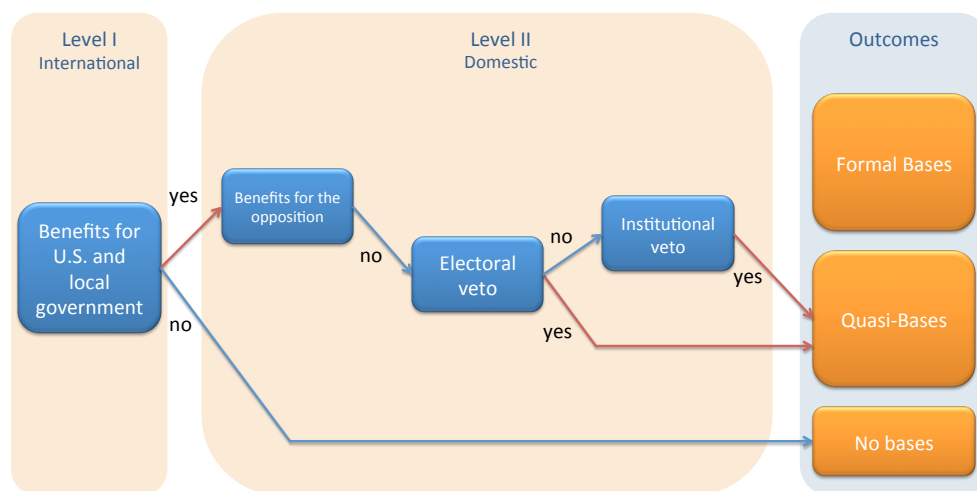 Level I
International
Level II
Domestic
Outcomes
Formal Bases
yes
Benefits for the
opposition
Benefits for
U.S. and
local
government
no
no
Institutional
veto
Electoral
veto
no
yes
yes
Quasi-Bases
No bases